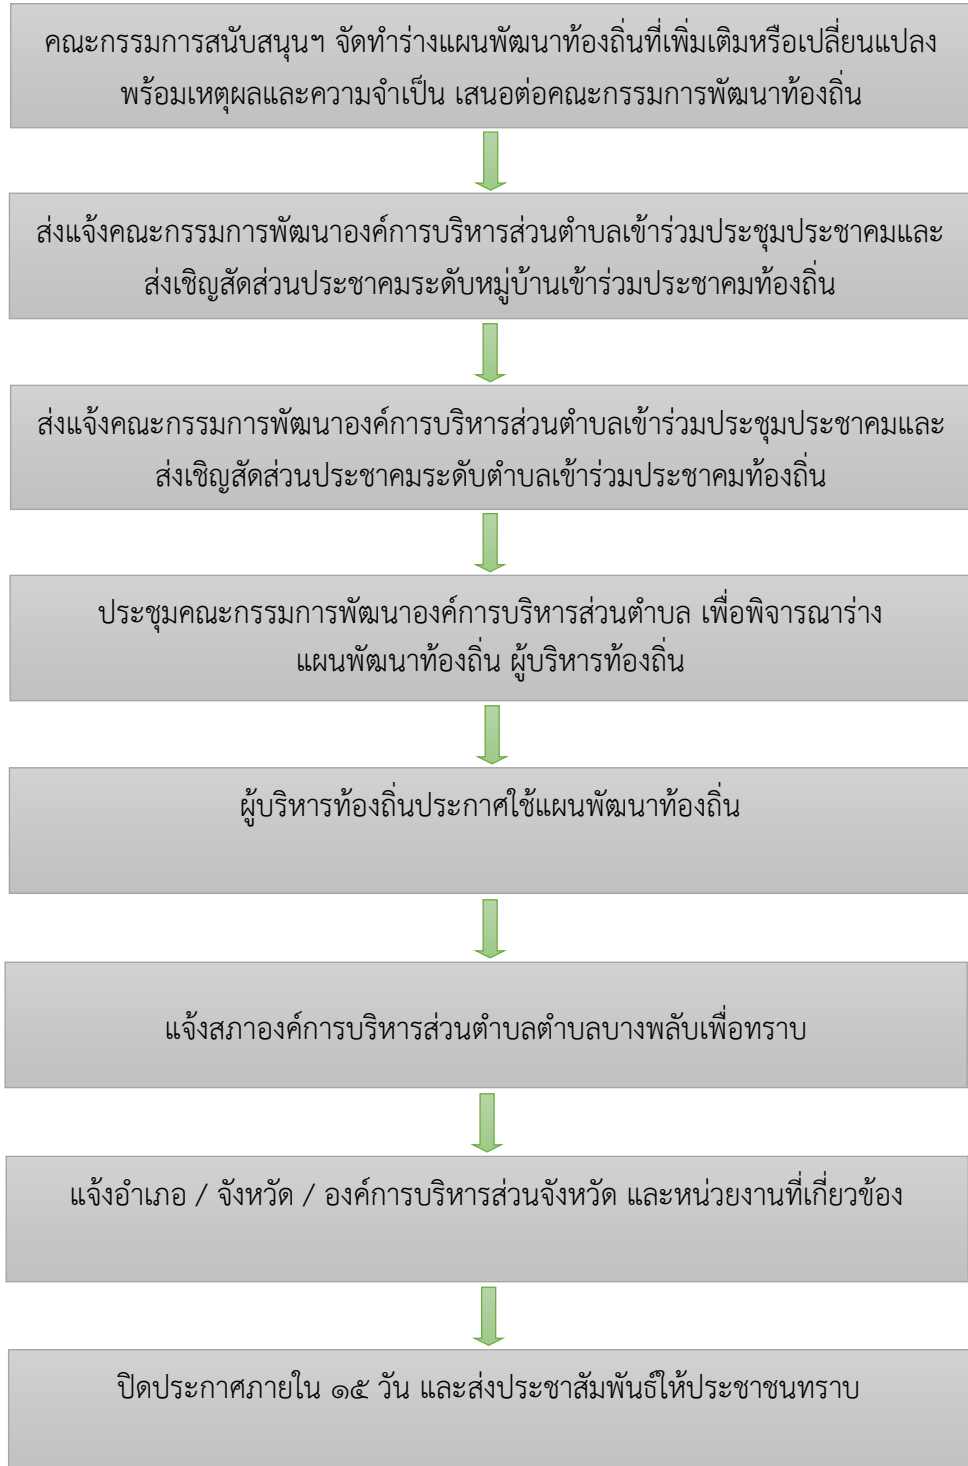 คณะกรรมการสนับสนุนฯ จัดทำร่างแผนพัฒนาท้องถิ่นที่เพิ่มเติมหรือเปลี่ยนแปลง
พร้อมเหตุผลและความจำเป็น เสนอต่อคณะกรรมการพัฒนาท้องถิ่น
ส่งแจ้งคณะกรรมการพัฒนาองค์การบริหารส่วนตำบลเข้าร่วมประชุมประชาคมและ
ส่งเชิญสัดส่วนประชาคมระดับหมู่บ้านเข้าร่วมประชาคมท้องถิ่น
ส่งแจ้งคณะกรรมการพัฒนาองค์การบริหารส่วนตำบลเข้าร่วมประชุมประชาคมและ
ส่งเชิญสัดส่วนประชาคมระดับตำบลเข้าร่วมประชาคมท้องถิ่น
ประชุมคณะกรรมการพัฒนาองค์การบริหารส่วนตำบล เพื่อพิจารณาร่าง
แผนพัฒนาท้องถิ่น ผู้บริหารท้องถิ่น
ผู้บริหารท้องถิ่นประกาศใช้แผนพัฒนาท้องถิ่น
แจ้งสภาองค์การบริหารส่วนตำบลตำบลบางพลับเพื่อทราบ
แจ้งอำเภอ / จังหวัด / องค์การบริหารส่วนจังหวัด และหน่วยงานที่เกี่ยวข้อง
ปิดประกาศภายใน ๑๕ วัน และส่งประชาสัมพันธ์ให้ประชาชนทราบ